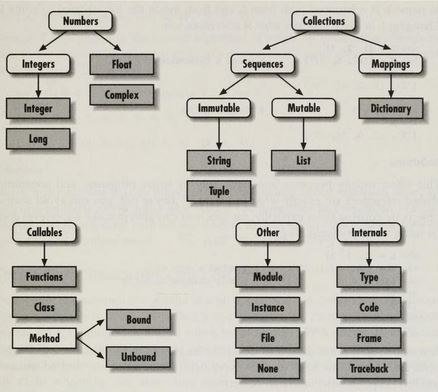 Numbers
Collections
Integers
Float
Sequences
Mappings
Integer
Complex
Immutable
Mutable
Dictionary
Long
String
List
Tuple
Callables
Other
Internals
Functions
Module
Type
Class
Bound
Instance
Code
Method
File
Frame
Unbound
None
Traceback